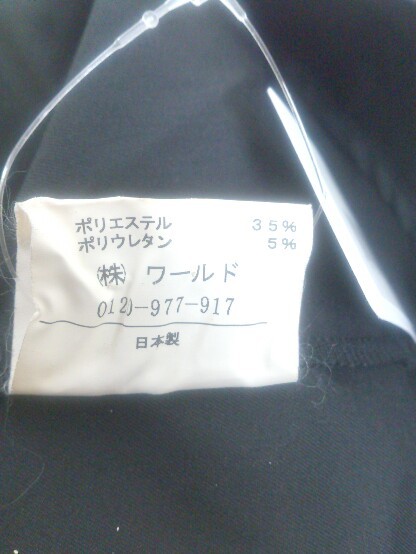 ポリエステル 35%
ポリウレタン 5%
㈱ ワールド
0120-977-917
日本製